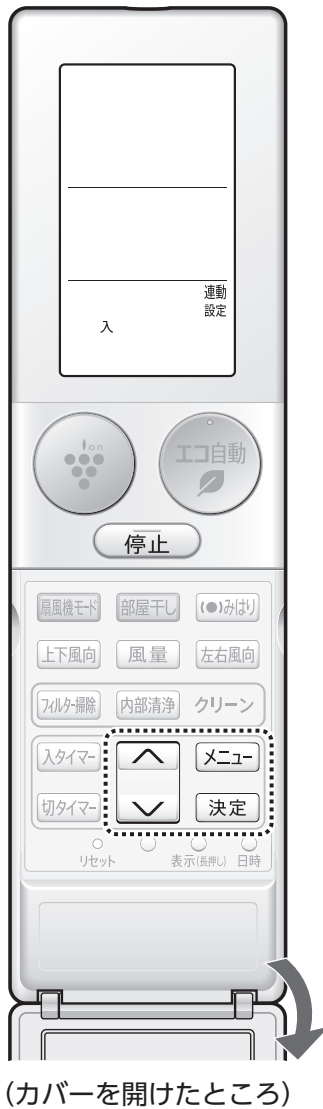 連動
設定
入
ion
エコ自動
停止
扇風機モード 部屋干し (●)みはり
上下風向 風量 左右風向
フィルター掃除 内部清浄 クリーン
入タイマー メニュー
切タイマー 決定
リセット 表示(長押し) 日時
(カバーを開けたところ)